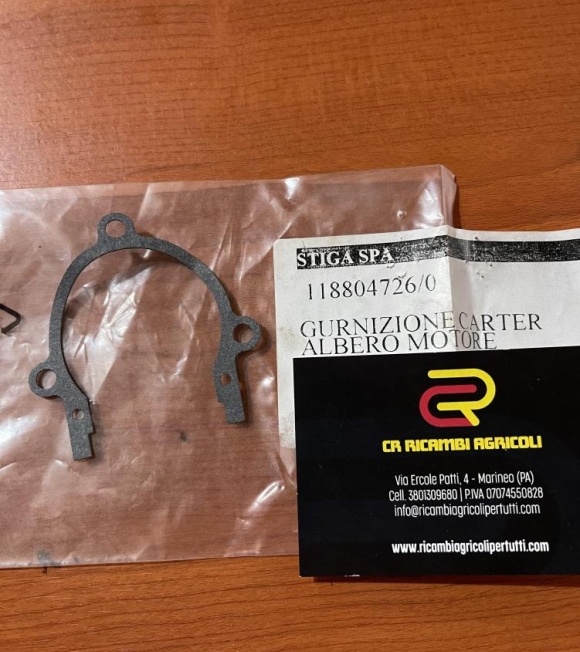 STIGA SPA
118804726/0
GURNIZIONE CARTER
ALBERO MOTORE
CR
CR RICAMBI AGRICOLI
Via Ercole Patti, 4 - Marineo (PA)
Cell. 3801309680 | P.IVA 07074550828
info@ricambiagricolipertutti.com
www.ricambiagricolipertutti.com